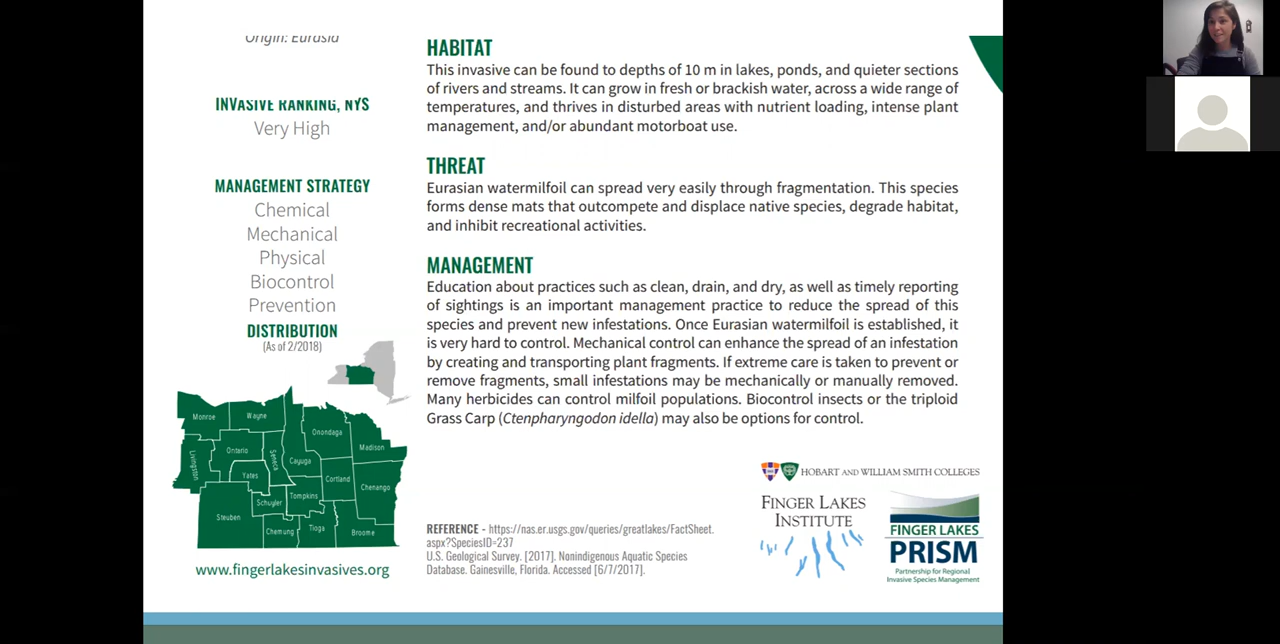 Origin: Eurasia
INVASIVE RANKING, NYS
Very High
MANAGEMENT STRATEGY
Chemical
Mechanical
Physical
Biocontrol
Prevention
DISTRIBUTION
(As of 2/2018)
Monroe
Wayne
Onondaga
Madison
Livingston
Ontario
Seneca
Cayuga
Yates
Cortland
Chenango
Tompkins
Schuyler
Steuben
Chemung
Tioga
Broome
www.fingerlakesinvasives.org
HABITAT
This invasive can be found to depths of 10 m in lakes, ponds, and quieter sections
of rivers and streams. It can grow in fresh or brackish water, across a wide range of
temperatures, and thrives in disturbed areas with nutrient loading, intense plant
management, and/or abundant motorboat use.
THREAT
Eurasian watermilfoil can spread very easily through fragmentation. This species
forms dense mats that outcompete and displace native species, degrade habitat,
and inhibit recreational activities.
MANAGEMENT
Education about practices such as clean, drain, and dry, as well as timely reporting
of sightings is an important management practice to reduce the spread of this
species and prevent new infestations. Once Eurasian watermilfoil is established, it
is very hard to control. Mechanical control can enhance the spread of an infestation
by creating and transporting plant fragments. If extreme care is taken to prevent or
remove fragments, small infestations may be mechanically or manually removed.
Many herbicides can control milfoil populations. Biocontrol insects or the triploid
Grass Carp (Ctenpharyngodon idella) may also be options for control.
REFERENCE - https://nas.er.usgs.gov/queries/greatlakes/FactSheet.
aspx?SpeciesID=237
U.S. Geological Survey. [2017]. Nonindigenous Aquatic Species
Database. Gainesville, Florida. Accessed [6/7/2017].
HOBART AND WILLIAM SMITH COLLEGES
FINGER LAKES
INSTITUTE
FINGER LAKES
PRISM
Partnership for Regional
Invasive Species Management